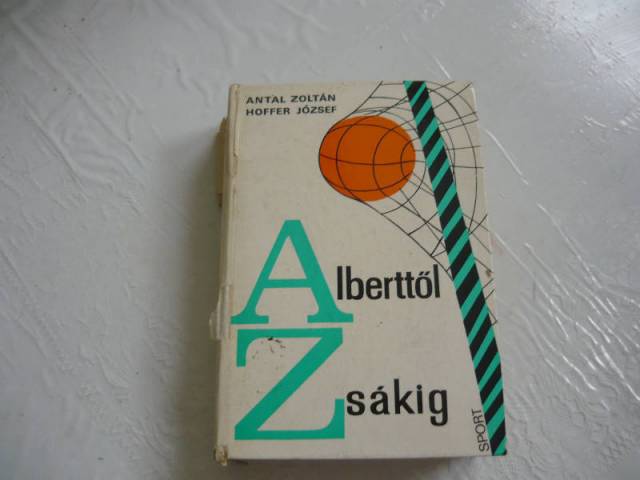 ANTAL ZOLTÁN
HOFFER JÓZSEF
Alberttől
Zsákig
SPORT